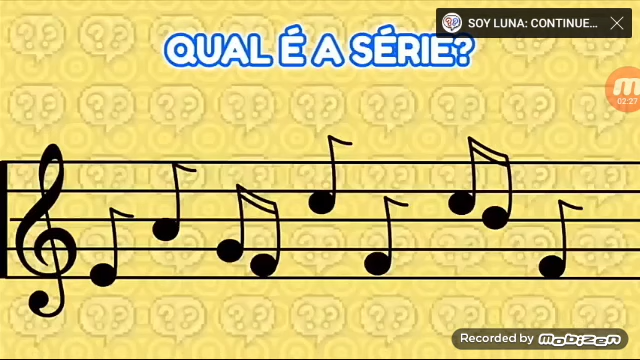 SOY LUNA: CONTINUE...
QUAL É A SÉRIE?
02:27
Recorded by mobizen